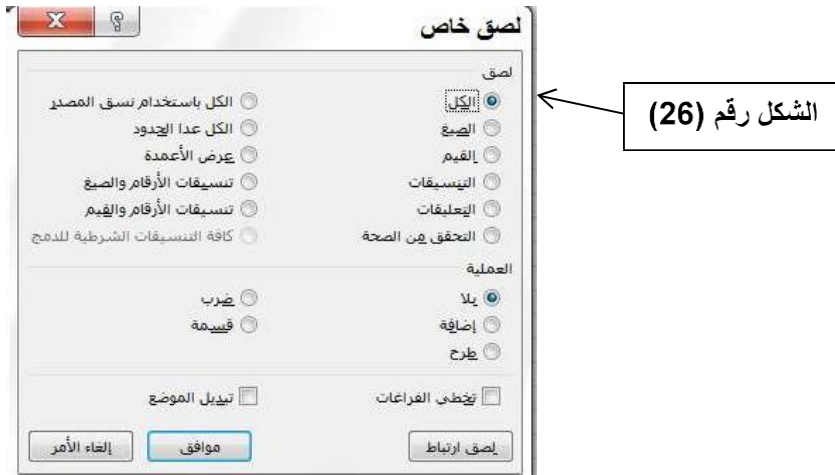 لصق خاص
لصق
الكل
الكل باستخدام نسق المصدر
الصيغ
الكل عدا الحدود
القيم
عرض الأعمدة
التنسيقات
تنسيقات الأرقام والصيغ
التعليقات
تنسيقات الأرقام والقيم
التحقق من الصحة
كافة التنسيقات الشرطية للدمج
العملية
بلا
ضرب
إضافة
قسمة
طرح
تخطي الفراغات
تبديل الموضع
لصق ارتباط
موافق
إلغاء الأمر
الشكل رقم (26)